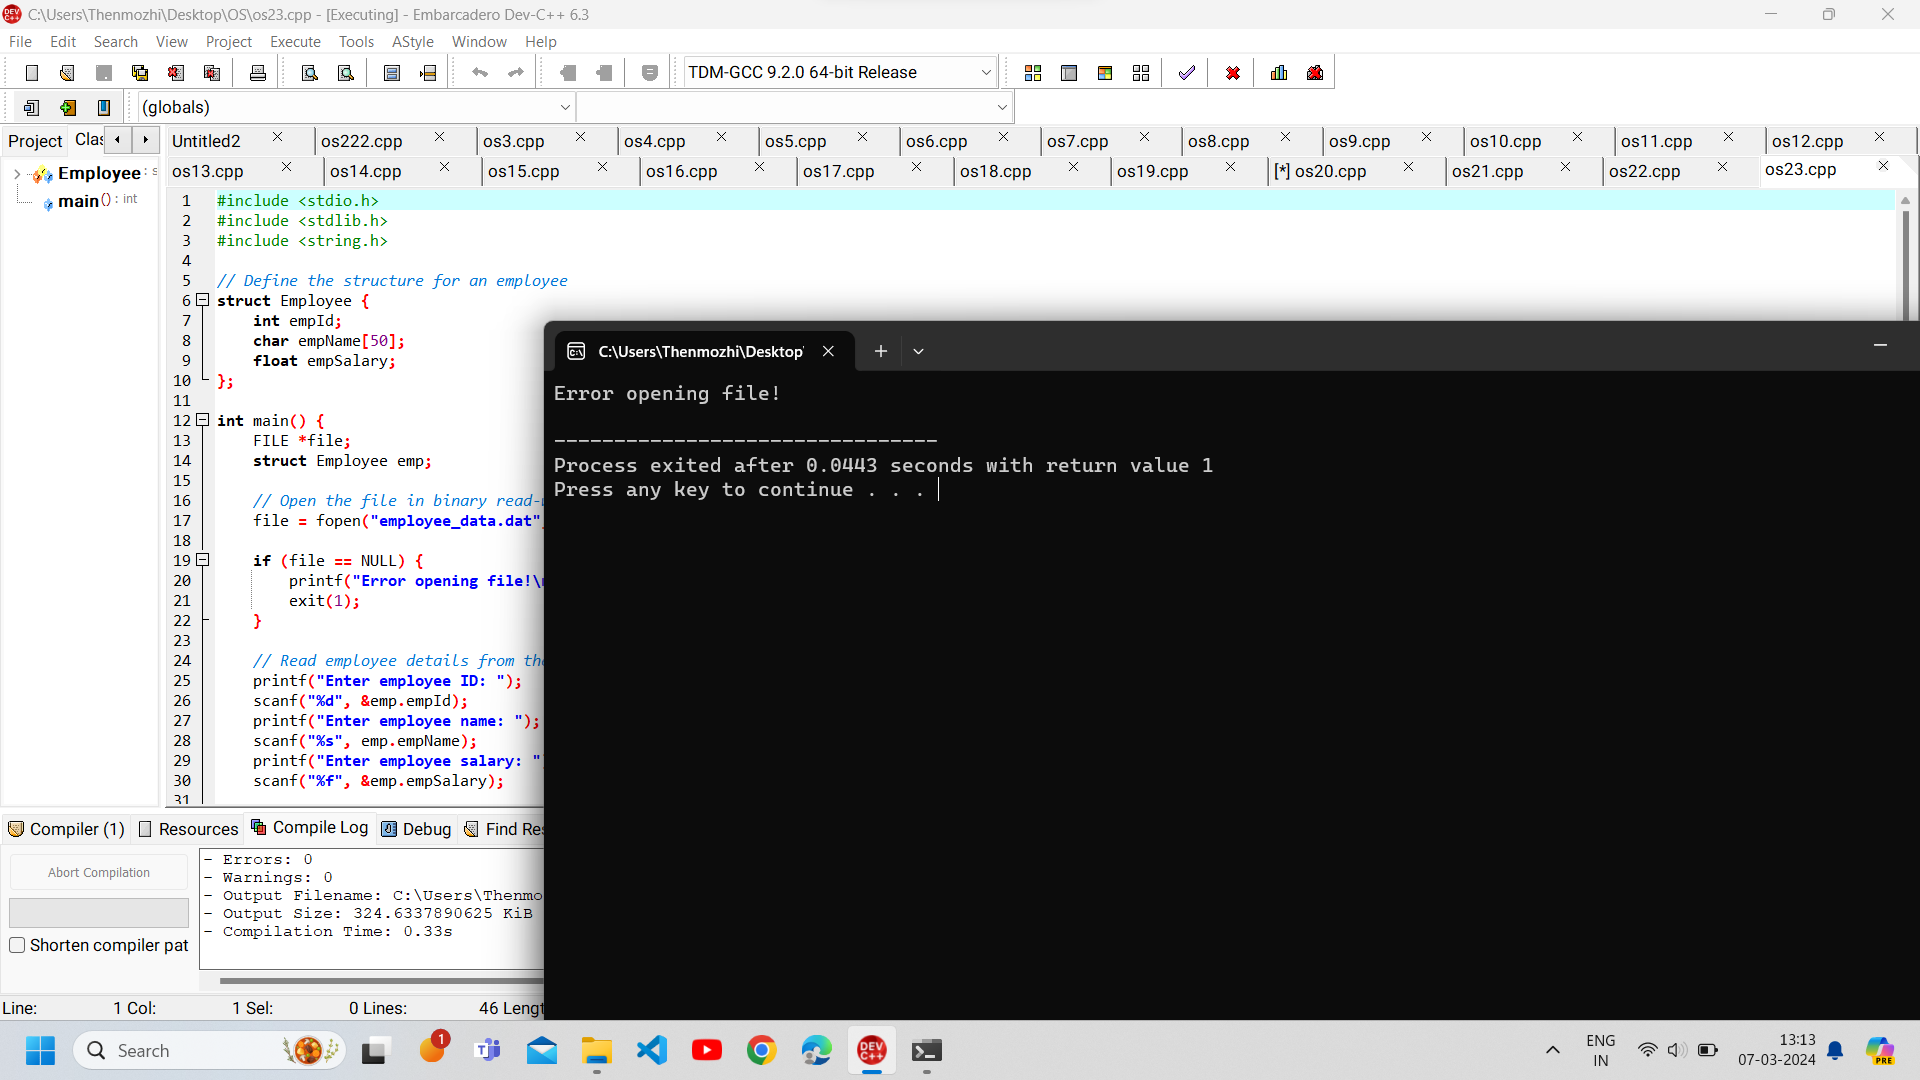 C:\Users\Thenmozhi\Desktop\OS\os23.cpp - [Executing] - Embarcadero Dev-C++ 6.3
File Edit Search View Project Execute Tools AStyle Window Help
TDM-GCC 9.2.0 64-bit Release
(globals)
Project Clas
Untitled2 os222.cpp os3.cpp os4.cpp os5.cpp os6.cpp os7.cpp os8.cpp os9.cpp os10.cpp os11.cpp os12.cpp
os13.cpp os14.cpp os15.cpp os16.cpp os17.cpp os18.cpp os19.cpp [*] os20.cpp os21.cpp os22.cpp os23.cpp
Employee : s
main () : int
1 #include <stdio.h>
2 #include <stdlib.h>
3 #include <string.h>
4
5 // Define the structure for an employee
6 struct Employee {
7 int empId;
8 char empName[50];
9 float empSalary;
10 };
11
12 int main() {
13 FILE *file;
14 struct Employee emp;
15
16 // Open the file in binary read-
17 file = fopen("employee_data.dat"
18
19 if (file == NULL) {
20 printf("Error opening file!\
21 exit(1);
22 }
23
24 // Read employee details from the
25 printf("Enter employee ID: ");
26 scanf("%d", &emp.empId);
27 printf("Enter employee name: ");
28 scanf("%s", emp.empName);
29 printf("Enter employee salary: "
30 scanf("%f", &emp.empSalary);
31
C:\Users\Thenmozhi\Desktop'
Error opening file!
--------------------------------
Process exited after 0.0443 seconds with return value 1
Press any key to continue . . .
Compiler (1) Resources Compile Log Debug Find Res
Abort Compilation
Shorten compiler pat
- Errors: 0
- Warnings: 0
- Output Filename: C:\Users\Thenmo
- Output Size: 324.6337890625 KiB
- Compilation Time: 0.33s
Line: 1 Col: 1 Sel: 0 Lines: 46 Lengt
Search
1
DEV C++
ENG
IN
13:13
07-03-2024
PRE